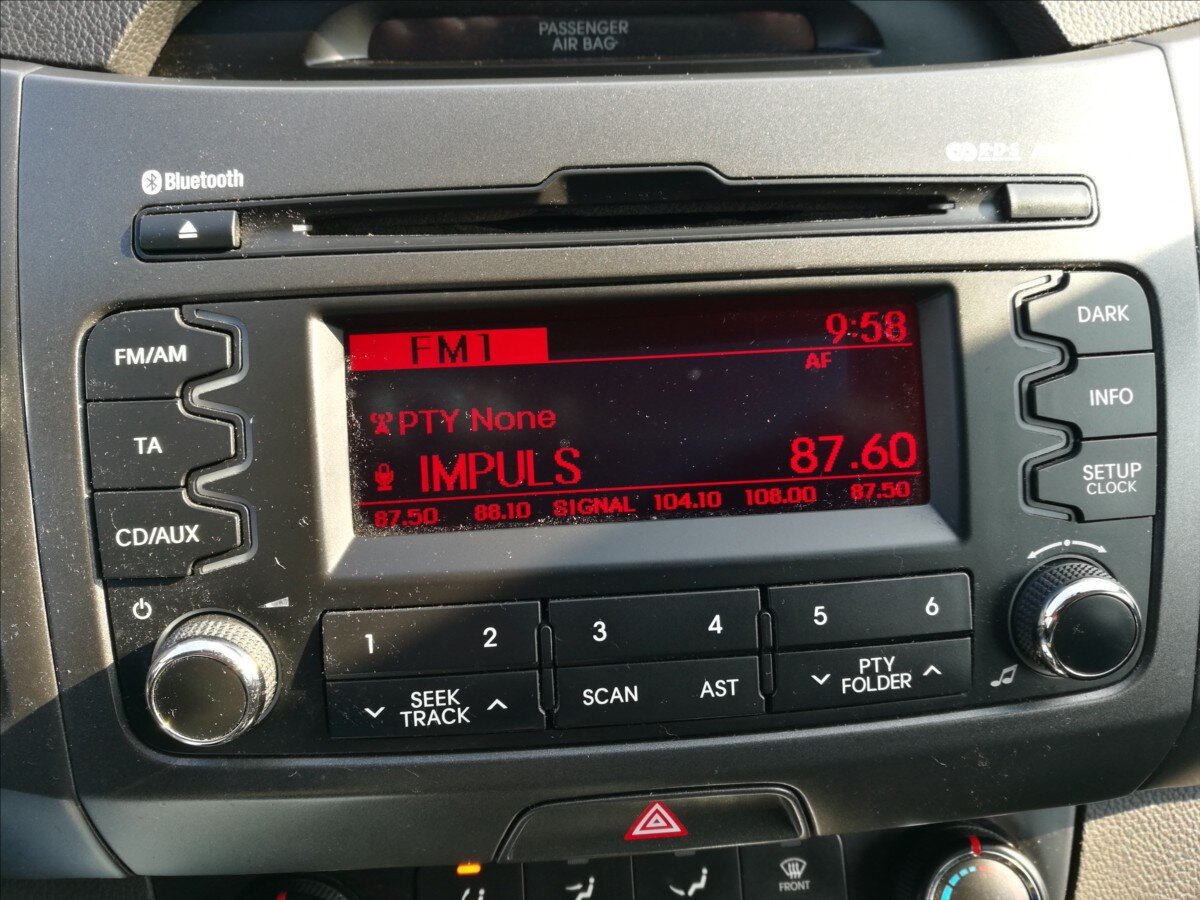 PASSENGER
AIR BAG
Bluetooth
RDS
FM/AM
TA
CD/AUX
FM1
9:58
AF
PTY None
IMPULS
87.60
87.50 88.10 SIGNAL 104.10 108.00 87.50
DARK
INFO
SETUP
CLOCK
1 2 3 4 5 6
SEEK
TRACK
SCAN
AST
PTY
FOLDER
FRONT